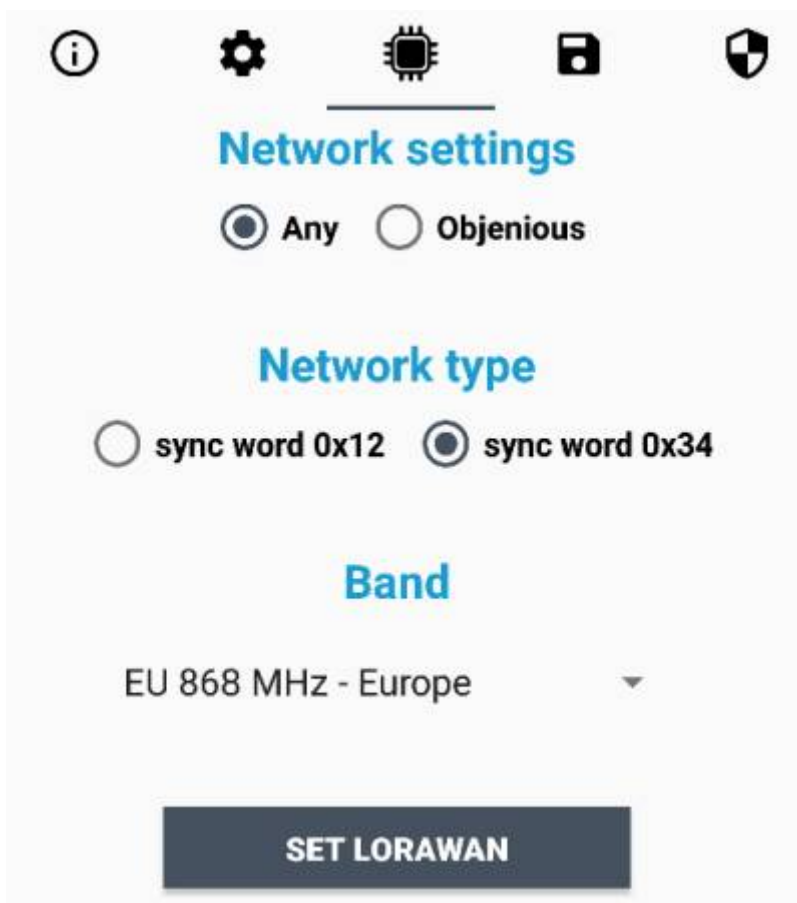 Network settings
Any Objenious
Network type
sync word 0x12 sync word 0x34
Band
EU 868 MHz - Europe
SET LORAWAN